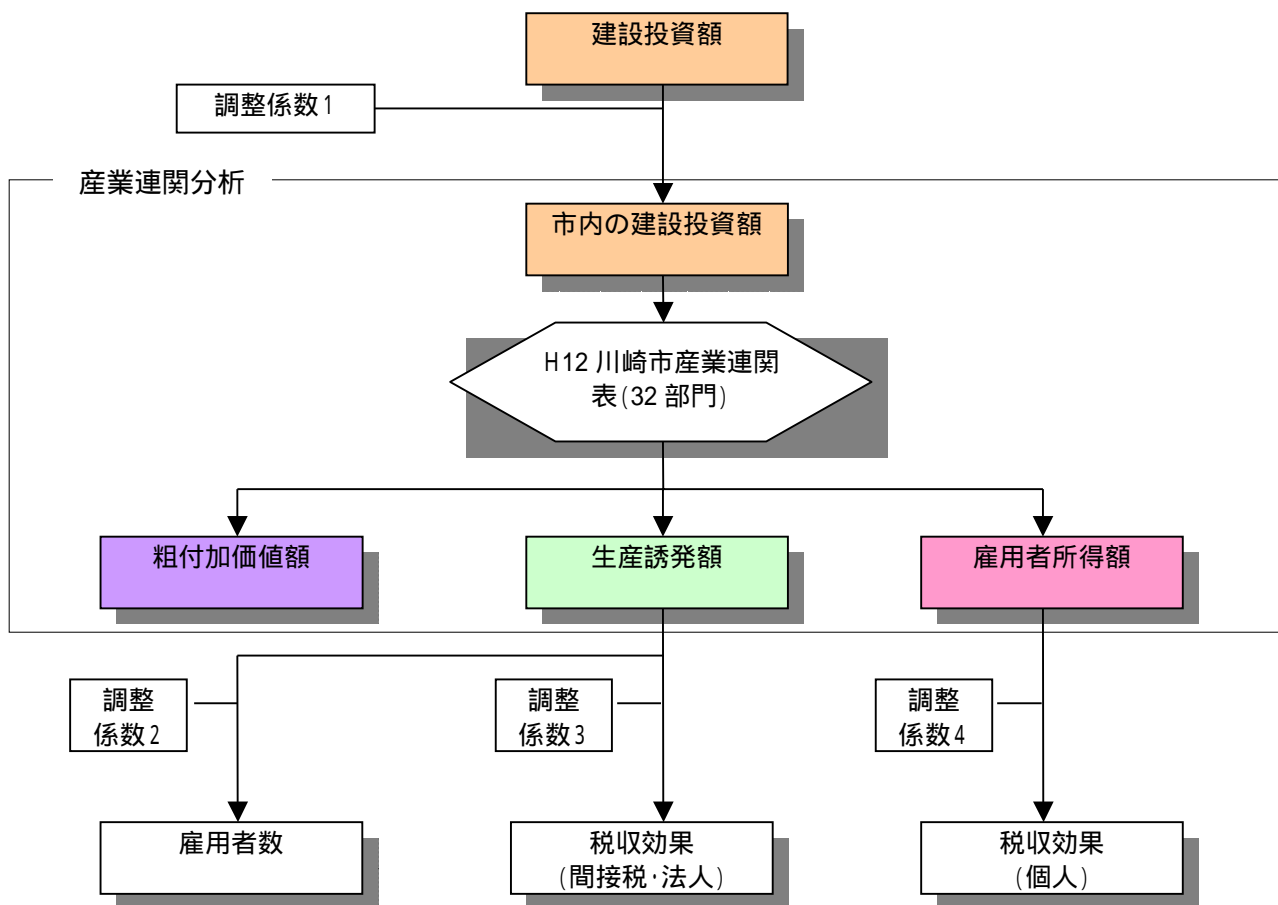 建設投資額
調整係数1
産業連関分析
市内の建設投資額
H12 川崎市産業連関
表(32 部門)
粗付加価値額
生産誘発額
雇用者所得額
調整
係数2
調整
係数3
調整
係数4
雇用者数
税収効果
(間接税・法人)
税収効果
(個人)